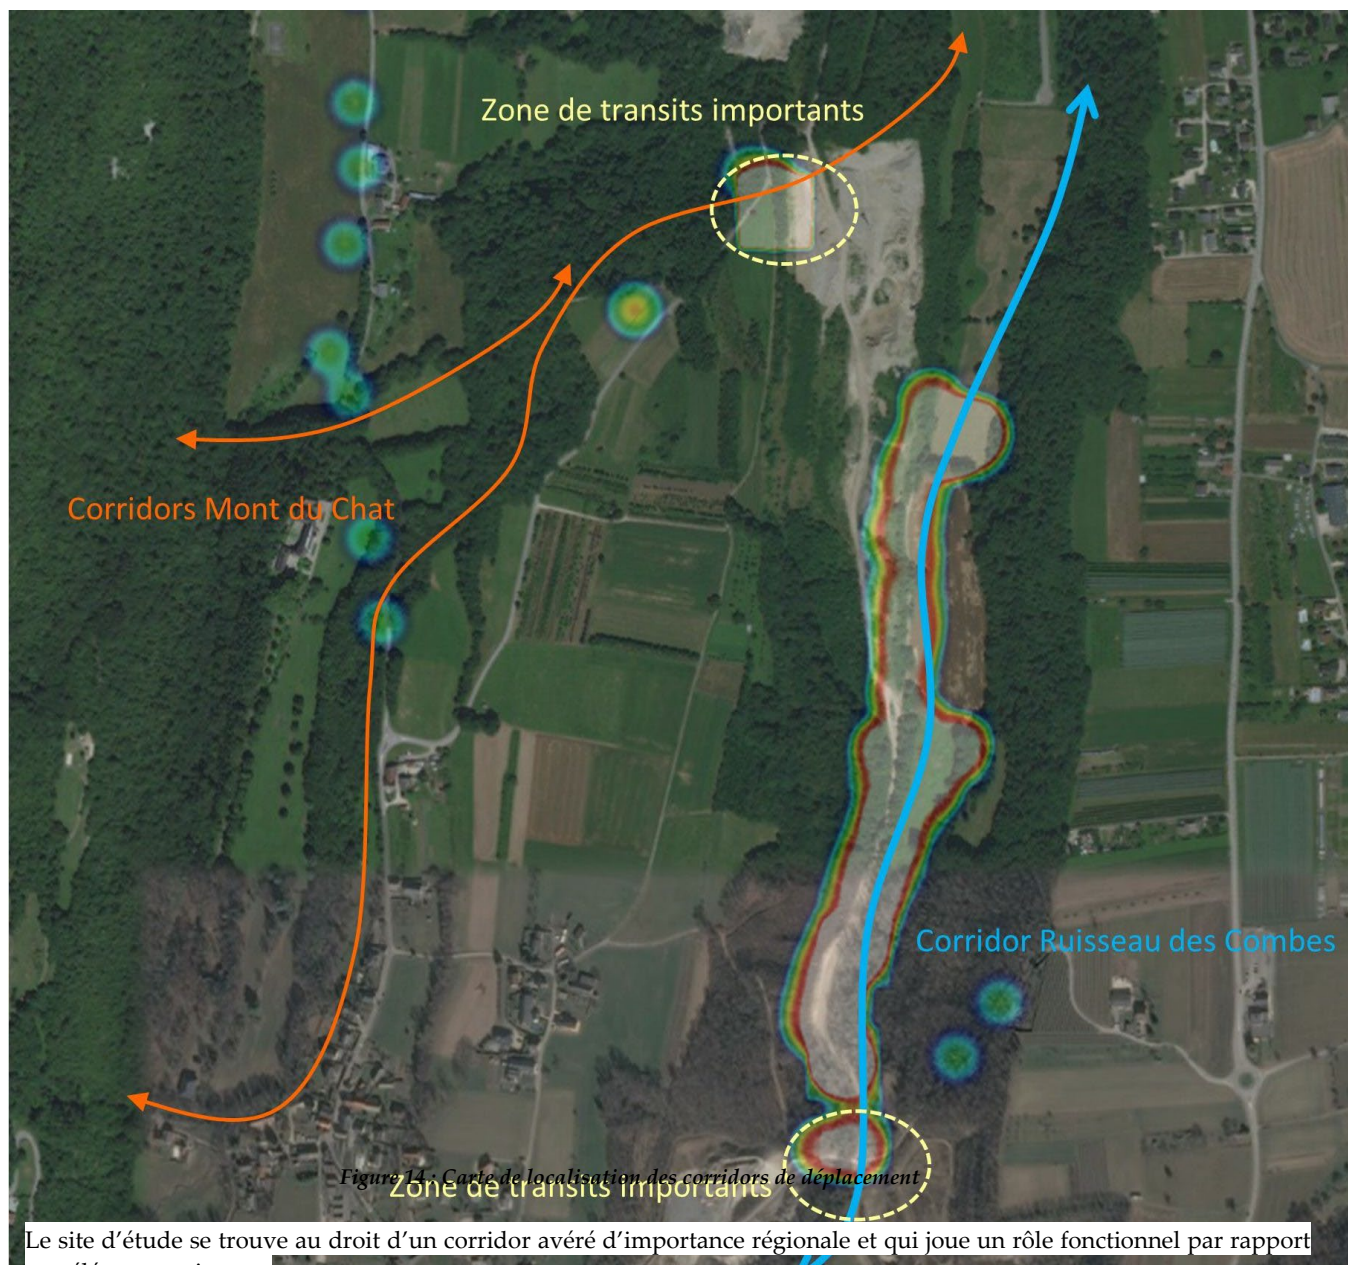 Zone de transits importants
Corridors Mont du Chat
Corridor Ruisseau des Combes
Figure 14 : Carte de localisation des corridors de déplacement
Zone de transits importants
Le site d’étude se trouve au droit d’un corridor avéré d’importance régionale et qui joue un rôle fonctionnel par rapport